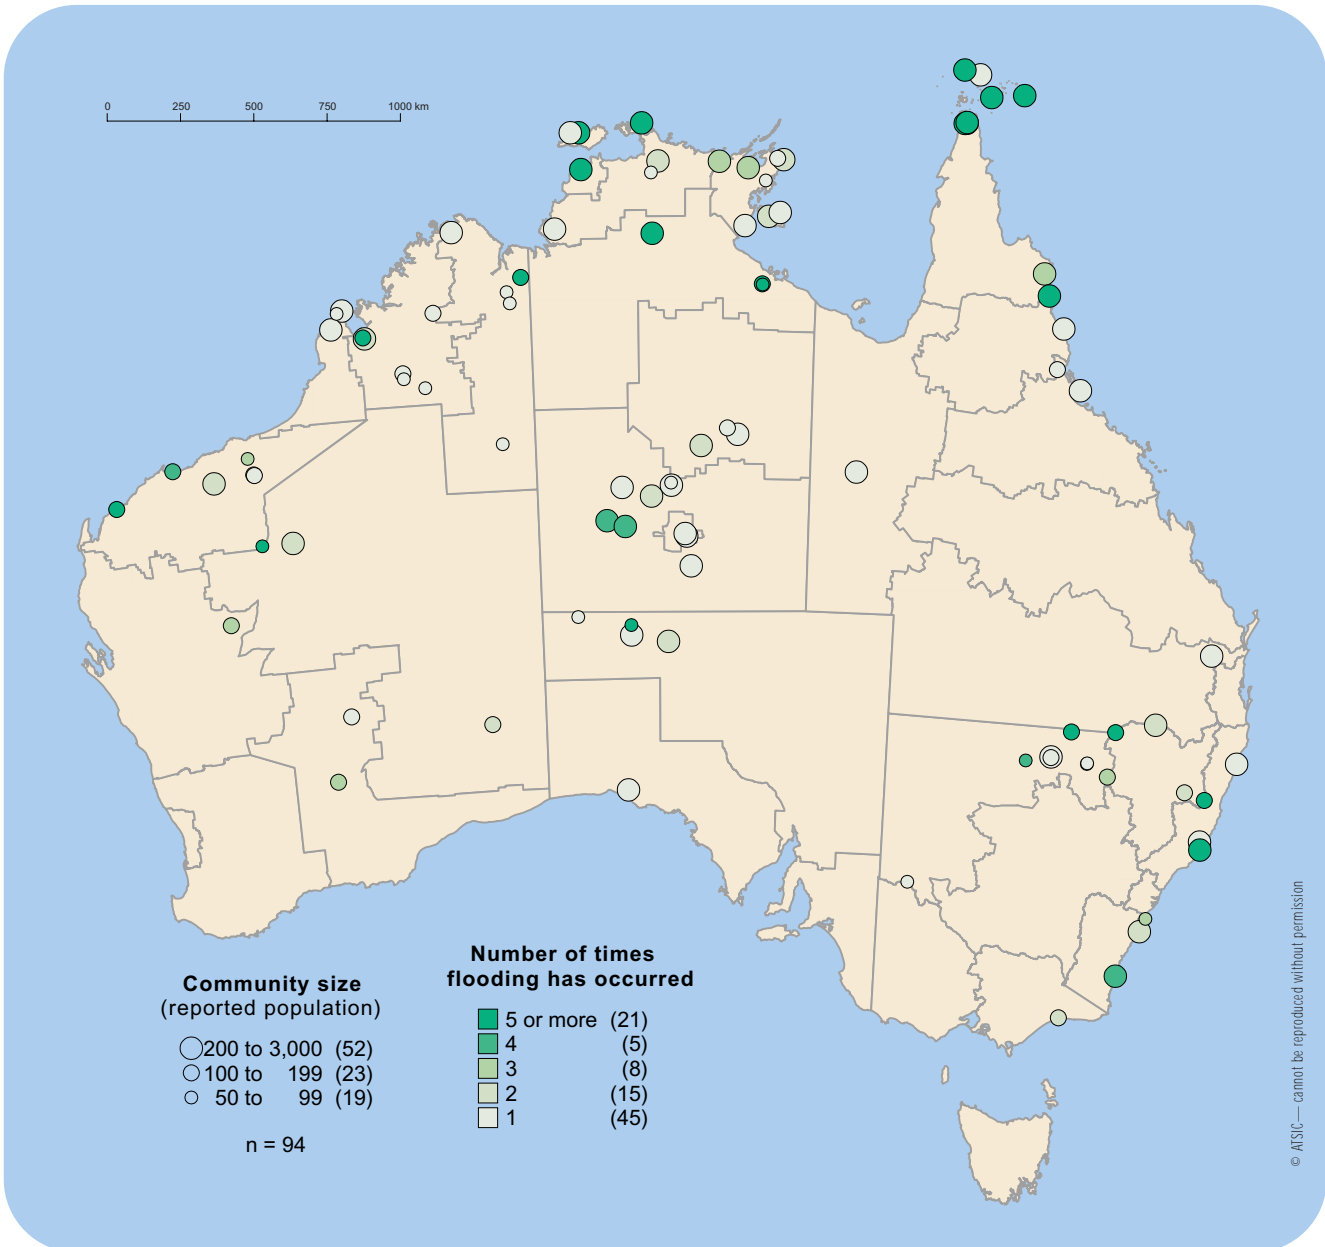 0 250 500 750 1000 km
Community size
(reported population)
200 to 3,000 (52)
100 to 199 (23)
50 to 99 (19)
n = 94
Number of times
flooding has occurred
5 or more (21)
4 (5)
3 (8)
2 (15)
1 (45)
© ATSIC — cannot be reproduced without permission